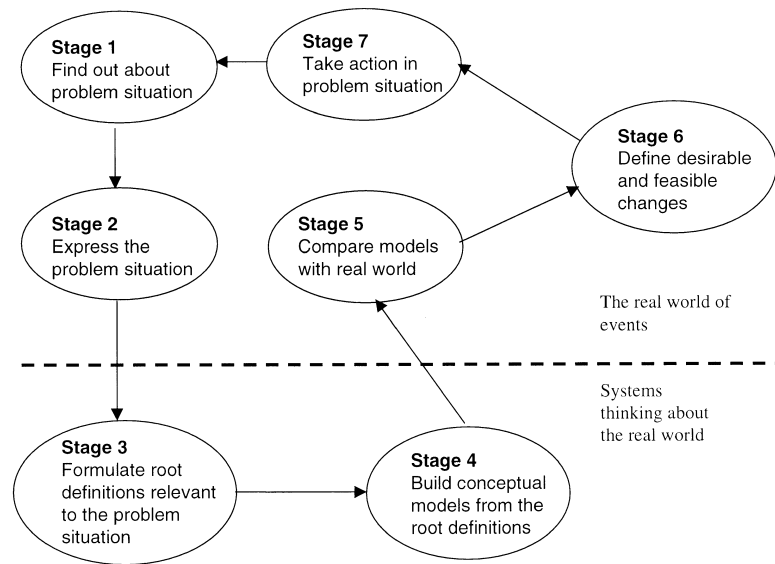 Stage 1
Find out about
problem situation
Stage 7
Take action in
problem situation
Stage 6
Define desirable
and feasible
changes
Stage 2
Express the
problem situation
Stage 5
Compare models
with real world
The real world of
events
Systems
thinking about
the real world
Stage 3
Formulate root
definitions relevant
to the problem
situation
Stage 4
Build conceptual
models from the
root definitions